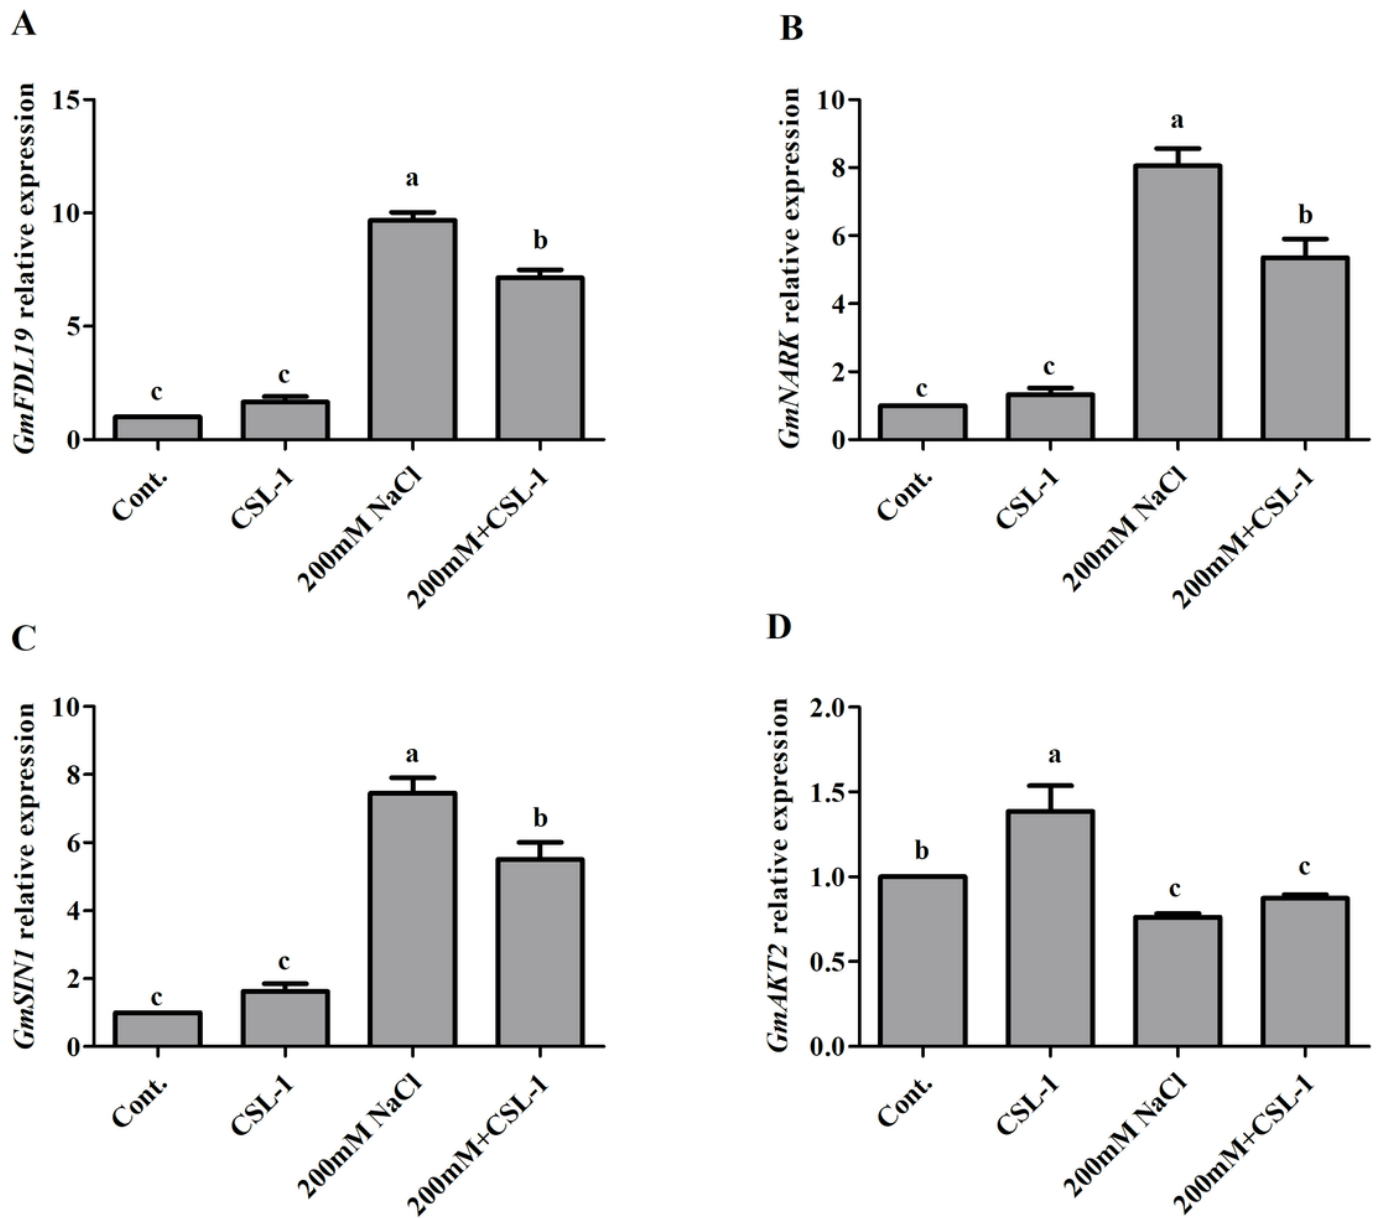 A
GmFDL19 relative expression
15
10
5
0
c
c
a
b
Cont.
CSL-1
200mM NaCl
200mM+CSL-1
B
GmNARK relative expression
10
8
6
4
2
0
c
c
a
b
Cont.
CSL-1
200mM NaCl
200mM+CSL-1
C
GmSIN1 relative expression
10
8
6
4
2
0
c
c
a
b
Cont.
CSL-1
200mM NaCl
200mM+CSL-1
D
GmAKT2 relative expression
2.0
1.5
1.0
0.5
0.0
b
a
c
c
Cont.
CSL-1
200mM NaCl
200mM+CSL-1